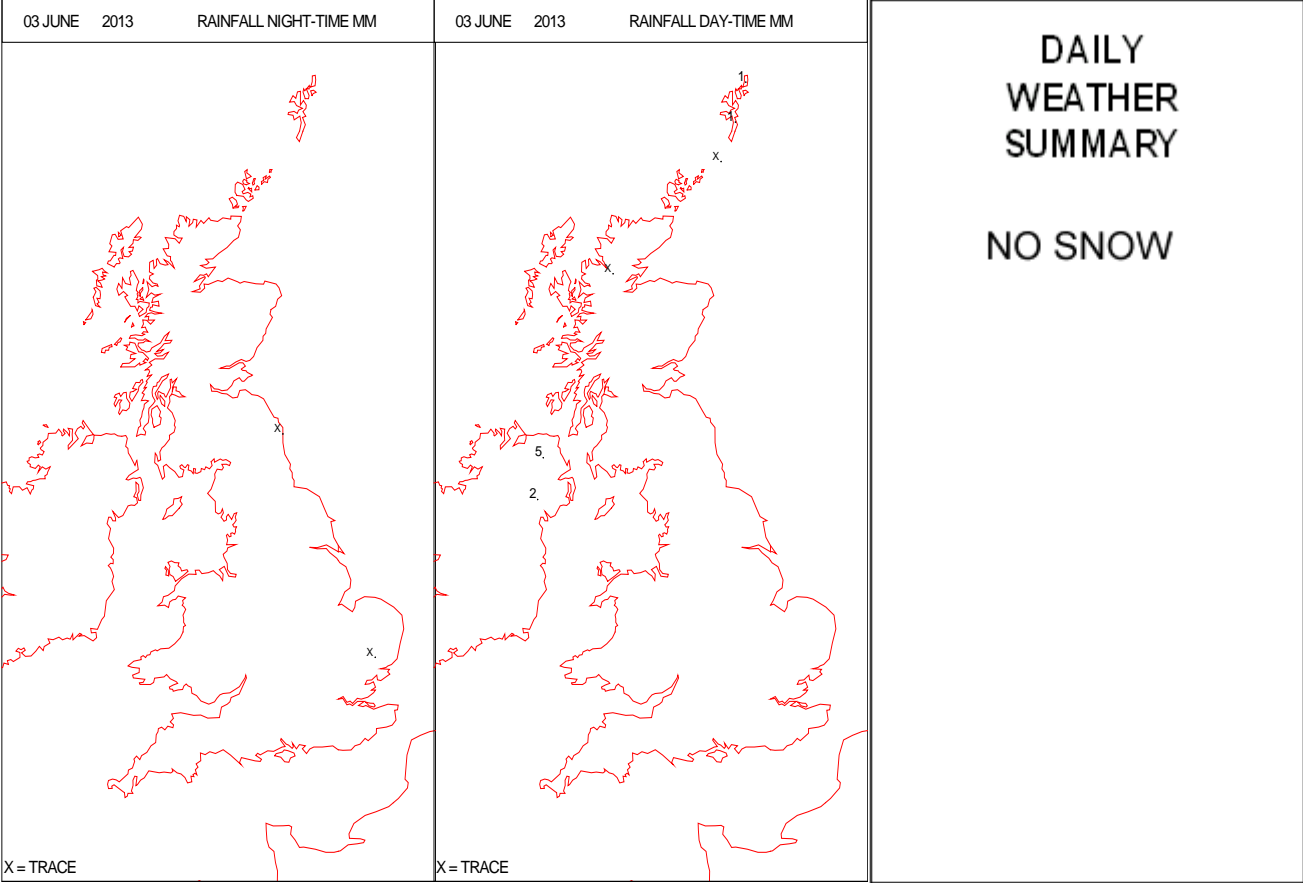 03 JUNE 2013 RAINFALL NIGHT-TIME MM
X.
X.
X = TRACE
03 JUNE 2013 RAINFALL DAY-TIME MM
1
1.
X.
X.
5.
2.
X = TRACE
DAILY
WEATHER
SUMMARY
NO SNOW